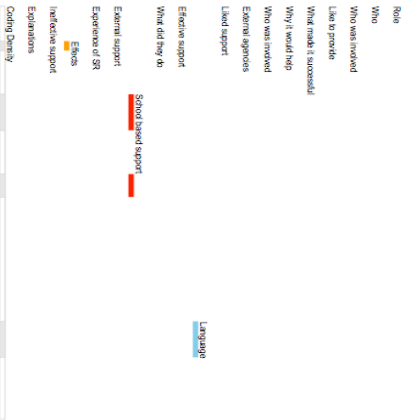 Role
Who
Who was involved
Like to provide
What made it successful
Why it would help
Who was involved
External agencies
Liked support
Language
Effective support
What did they do
School based support
External support
Experience of SR
Effects
Ineffective support
Explanations
Coding Density